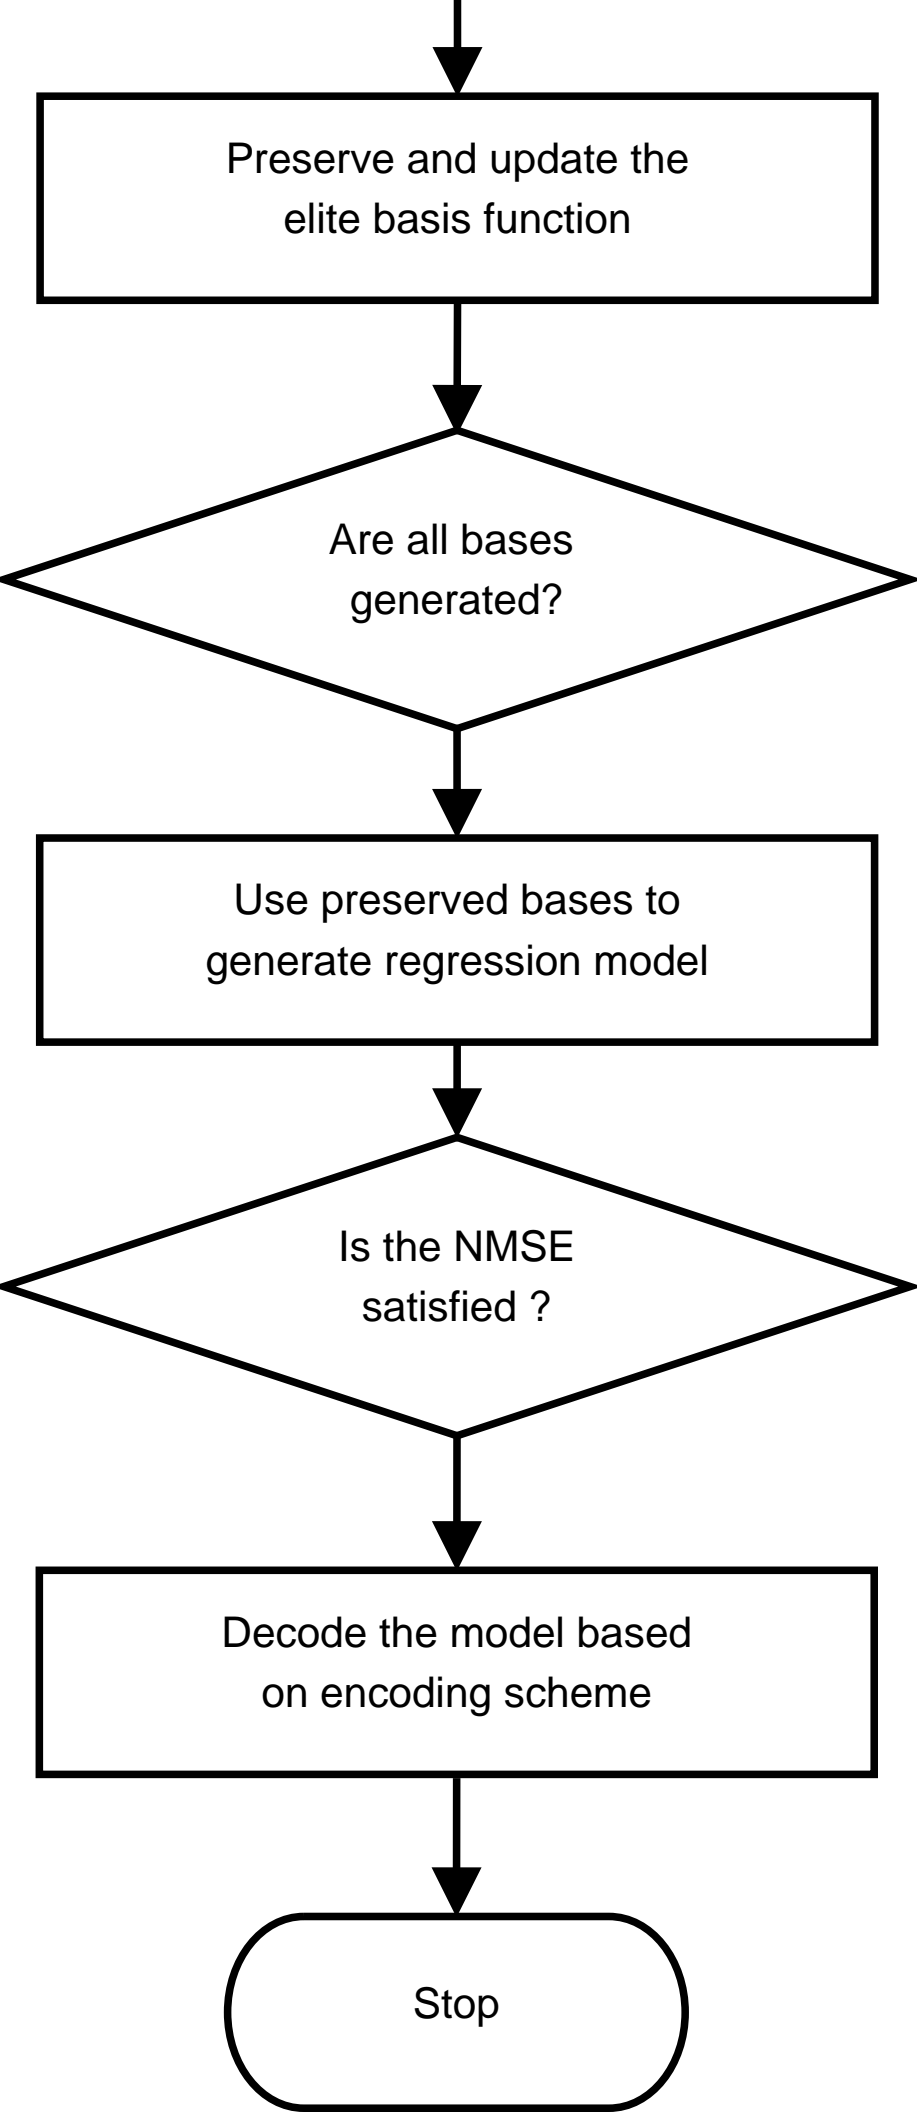 Preserve and update the
elite basis function
Are all bases
generated?
Use preserved bases to
generate regression model
Is the NMSE
satisfied ?
Decode the model based
on encoding scheme
Stop